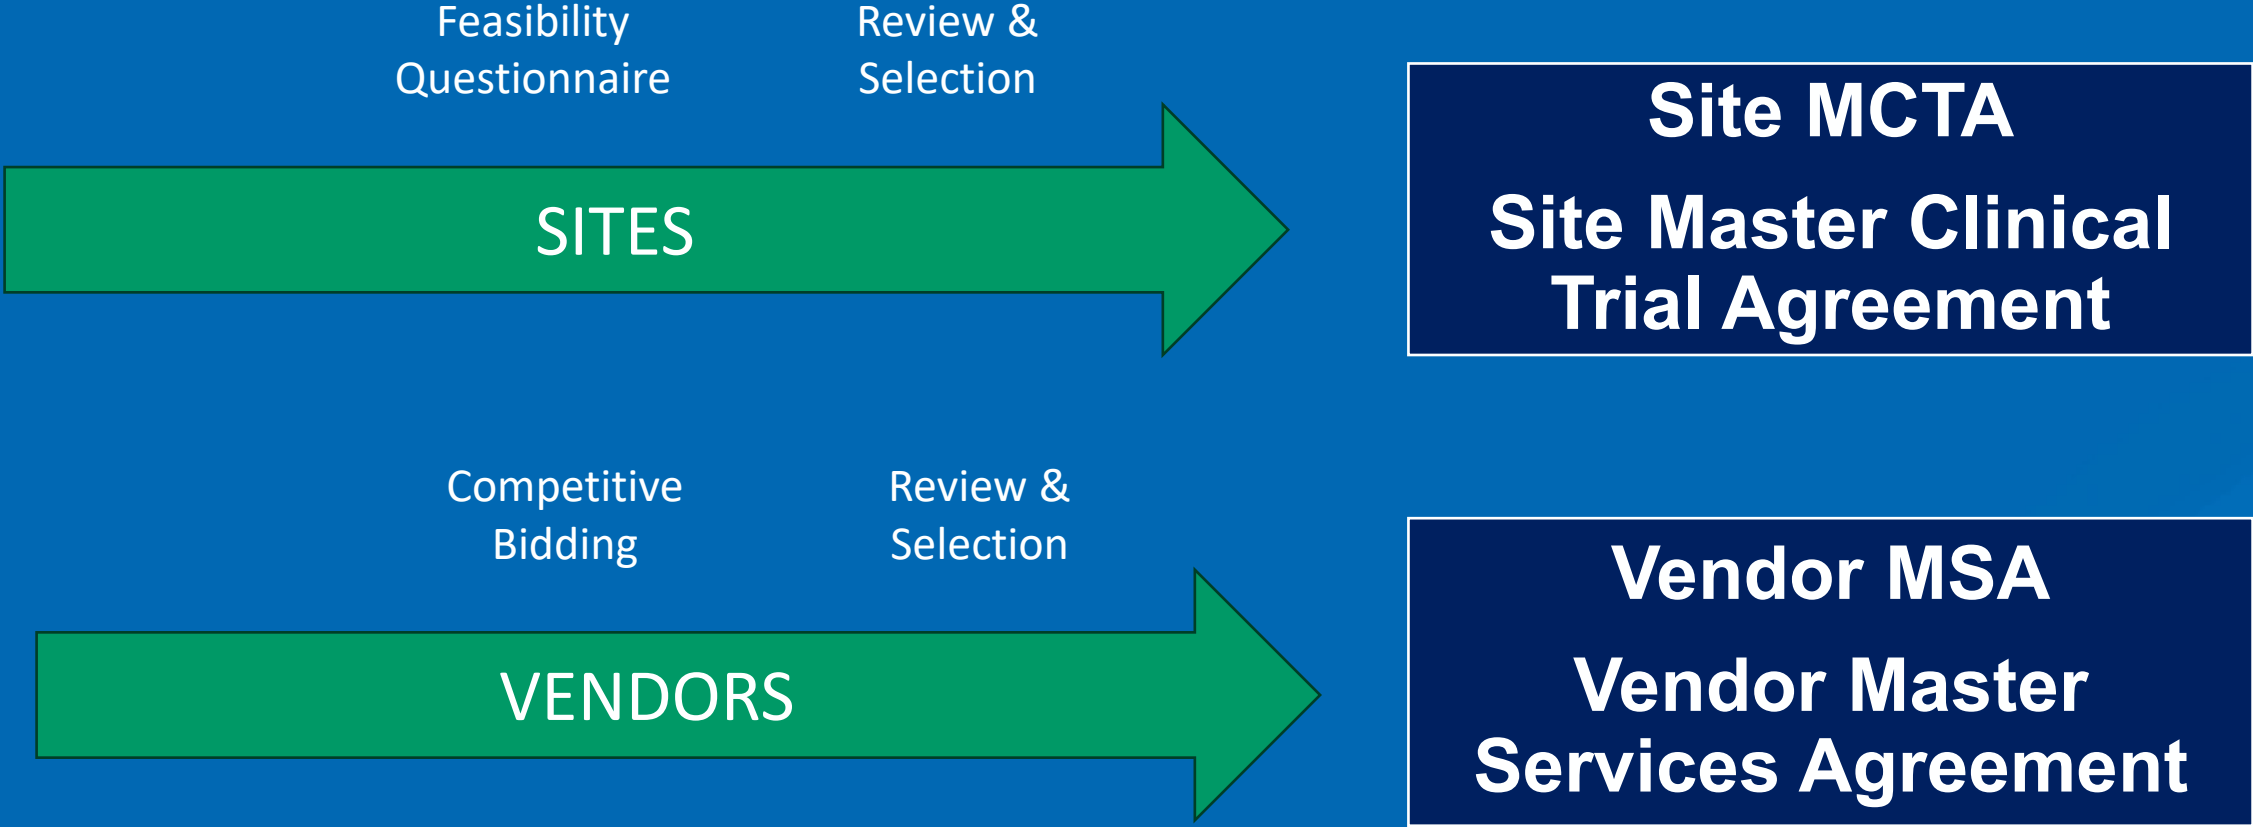 Feasibility
Questionnaire
Review &
Selection
SITES
Site MCTA
Site Master Clinical
Trial Agreement
Competitive
Bidding
Review &
Selection
VENDORS
Vendor MSA
Vendor Master
Services Agreement